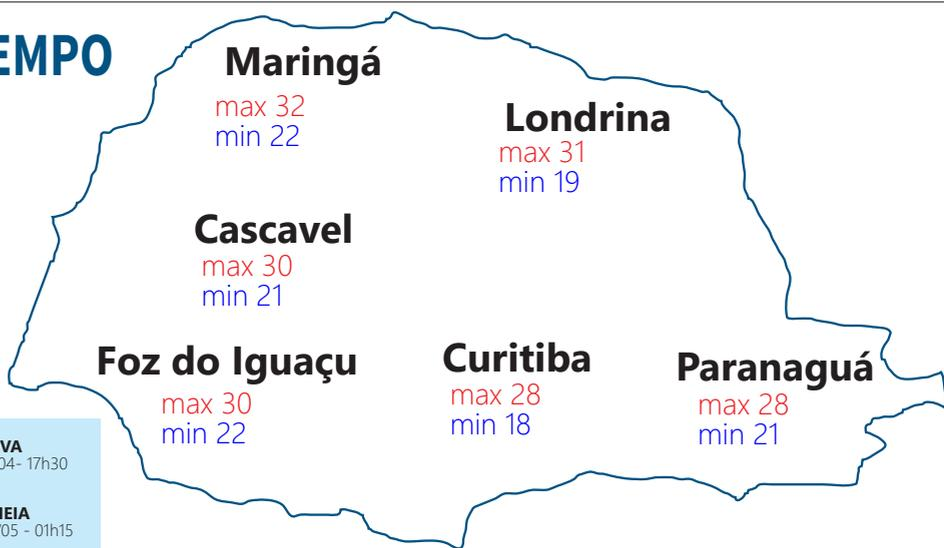 EMPO
Maringá
max 32
min 22
Londrina
max 31
min 19
Cascavel
max 30
min 21
Foz do Iguaçu
max 30
min 22
Curitiba
max 28
min 18
Paranaguá
max 28
min 21
VA
04- 17h30
HEIA
/05 - 01h15